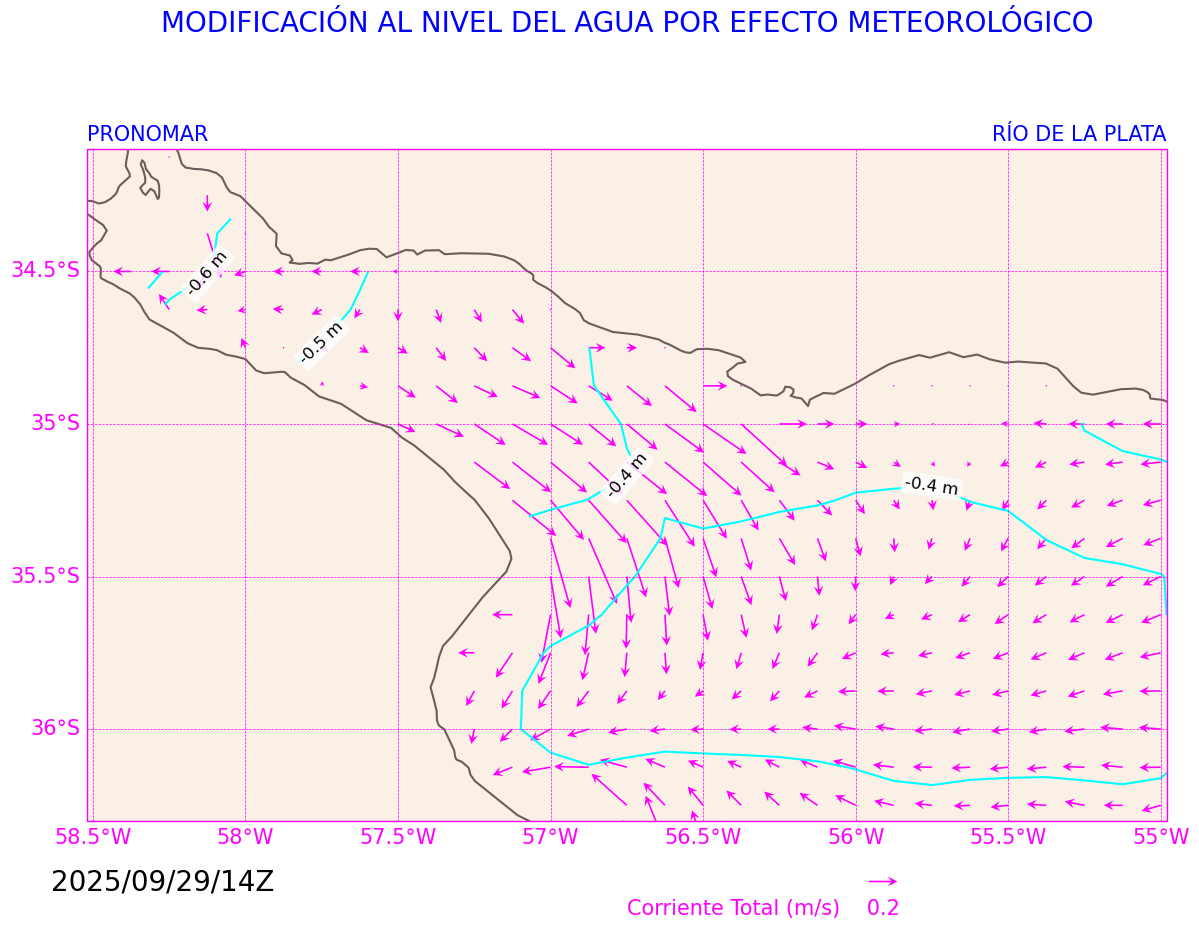 MODIFICACIÓN AL NIVEL DEL AGUA POR EFECTO METEOROLÓGICO
PRONOMAR
RÍO DE LA PLATA
-0.6 m
34.5°S
-0.5 m
35°S
-0.4 m
-0.4 m
35.5°S
36°S
58.5°W 58°W 57.5°W 57°W 56.5°W 56°W 55.5°W 55°W
2025/09/29/14Z
Corriente Total (m/s) 0.2